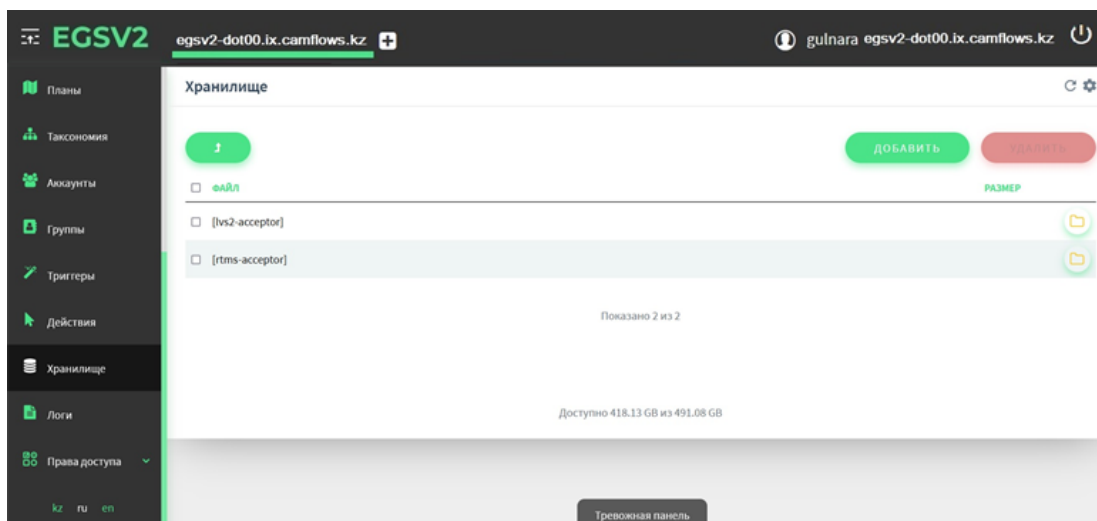 EGSV2
egsv2-dot00.ix.camflows.kz
gulnara egsv2-dot00.ix.camflows.kz
Планы
Таксономия
Аккаунты
Группы
Триггеры
Действия
Хранилище
Логи
Права доступа
kz ru en
Хранилище
ДОБАВИТЬ
УДАЛИТЬ
ФАЙЛ
РАЗМЕР
[lvs2-acceptor]
[rtms-acceptor]
Показано 2 из 2
Доступно 418.13 GB из 491.08 GB
Тревожная панель